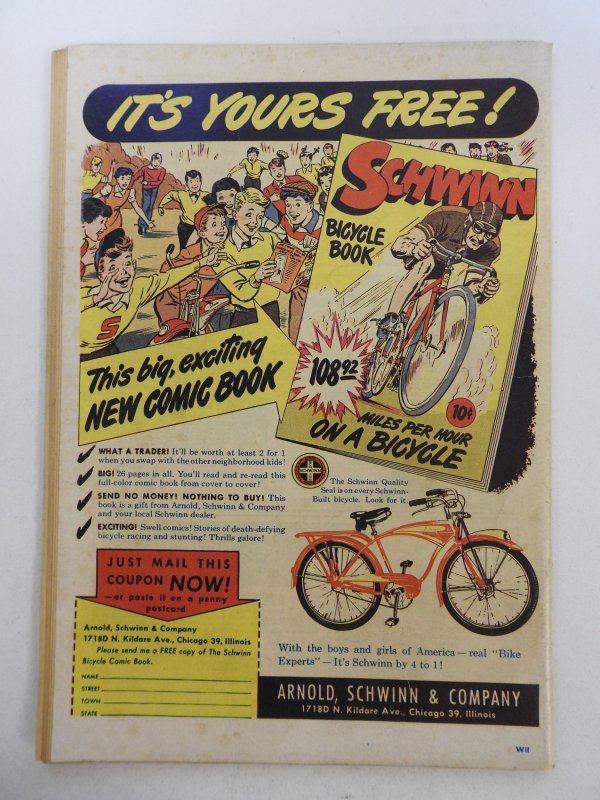 IT'S YOURS FREE!
SCHWINN
BICYCLE
BOOK
108 92
MILES PER HOUR
ON A BICYCLE
10¢
S
This big, exciting
NEW COMIC BOOK
WHAT A TRADER! It'll be worth at least 2 for 1
when you swap with the other neighborhood kids!
BIG! 26 pages in all. You'll read and re-read this
full-color comic book from cover to cover!
SEND NO MONEY! NOTHING TO BUY! This
book is a gift from Arnold, Schwinn & Company
and your local Schwinn dealer.
EXCITING! Swell comics! Stories of death-defying
bicycle racing and stunting! Thrills galore!
SCHWINN
The Schwinn Quality
Seal is on every Schwinn-
Built bicycle. Look for it
JUST MAIL THIS
COUPON NOW!
—or paste it on a penny
postcard
Arnold, Schwinn & Company
1718D N. Kildare Ave., Chicago 39, Illinois
Please send me a FREE copy of The Schwinn
Bicycle Comic Book.
NAME
STREET
TOWN
STATE
With the boys and girls of America — real "Bike
Experts" — It's Schwinn by 4 to 1!
ARNOLD, SCHWINN & COMPANY
1718D N. Kildare Ave., Chicago 39, Illinois
Wil